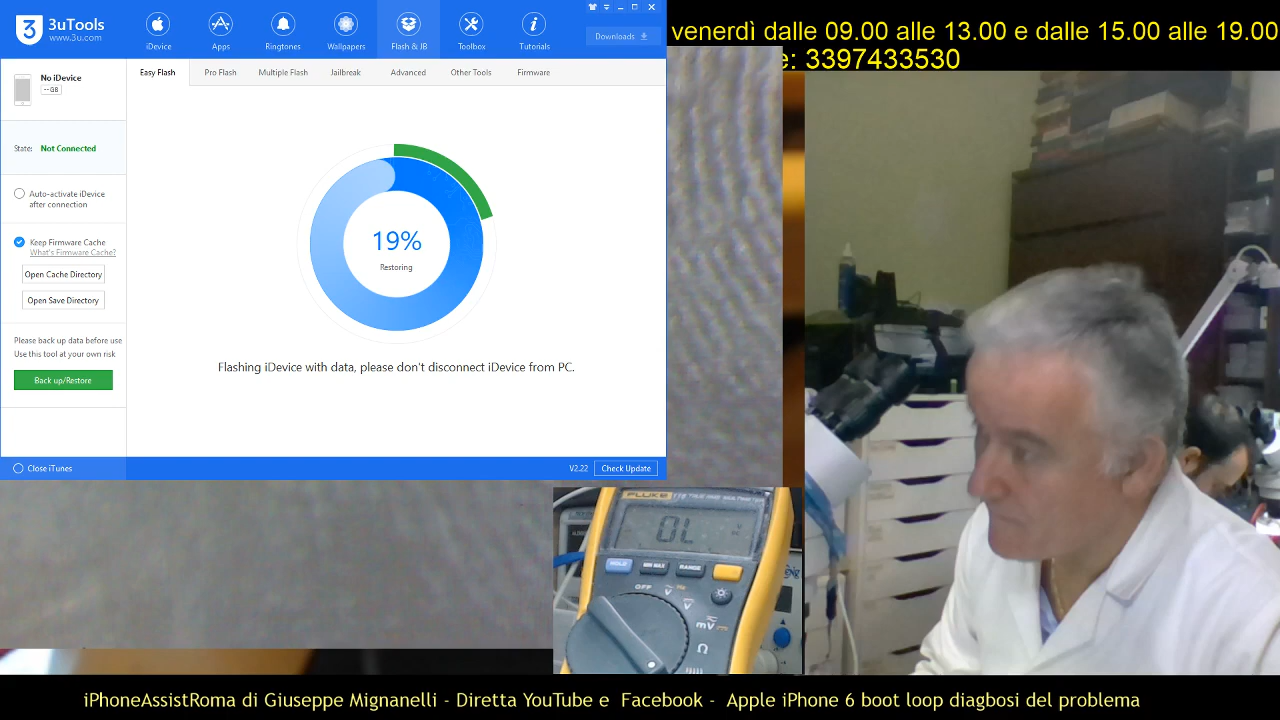 3uTools
www.3u.com
iDevice
Apps
Ringtones
Wallpapers
Flash & JB
Toolbox
Tutorials
Downloads
venerdì dalle 09.00 alle 13.00 e dalle 15.00 alle 19.00
e: 3397433530
No iDevice
-- GB
Easy Flash
Pro Flash
Multiple Flash
Jailbreak
Advanced
Other Tools
Firmware
State: Not Connected
Auto-activate iDevice
after connection
Keep Firmware Cache
What's Firmware Cache?
Open Cache Directory
Open Save Directory
Please back up data before use
Use this tool at your own risk
Back up/Restore
19%
Restoring
Flashing iDevice with data, please don't disconnect iDevice from PC.
Close iTunes
V2.22
Check Update
FLUKE
OL
HOLD
MIN MAX
RANGE
OFF
V
V
mV
Ω
iPhoneAssistRoma di Giuseppe Mignanelli - Diretta YouTube e Facebook - Apple iPhone 6 boot loop diagbosi del problema